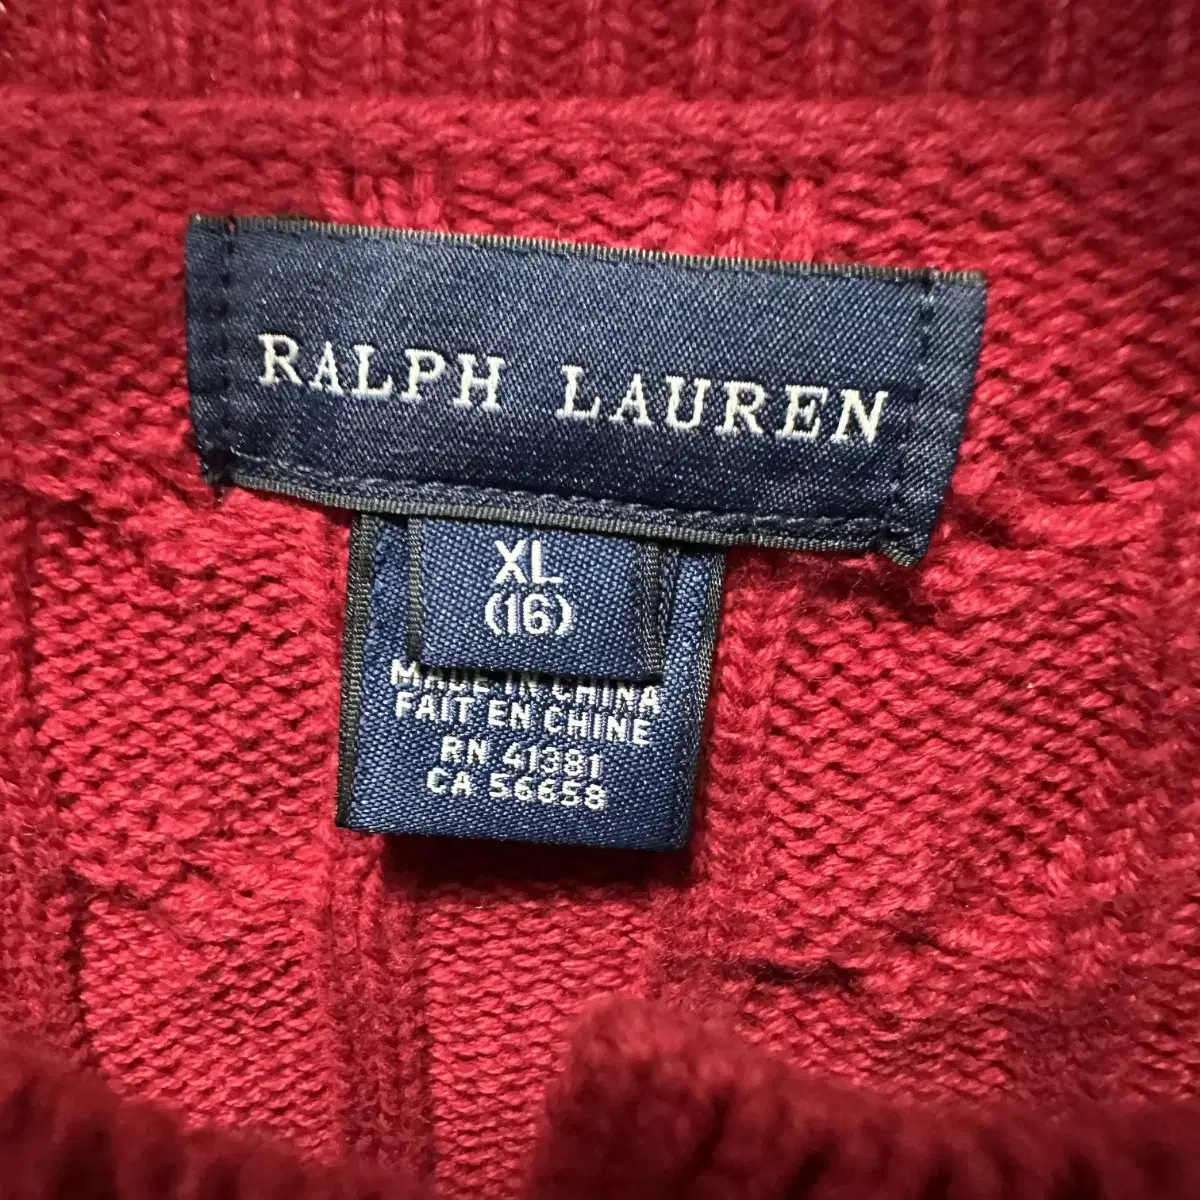 RALPH LAUREN
XL
(16)
MADE IN CHINA
FAIT EN CHINE
RN 41381
CA 56658